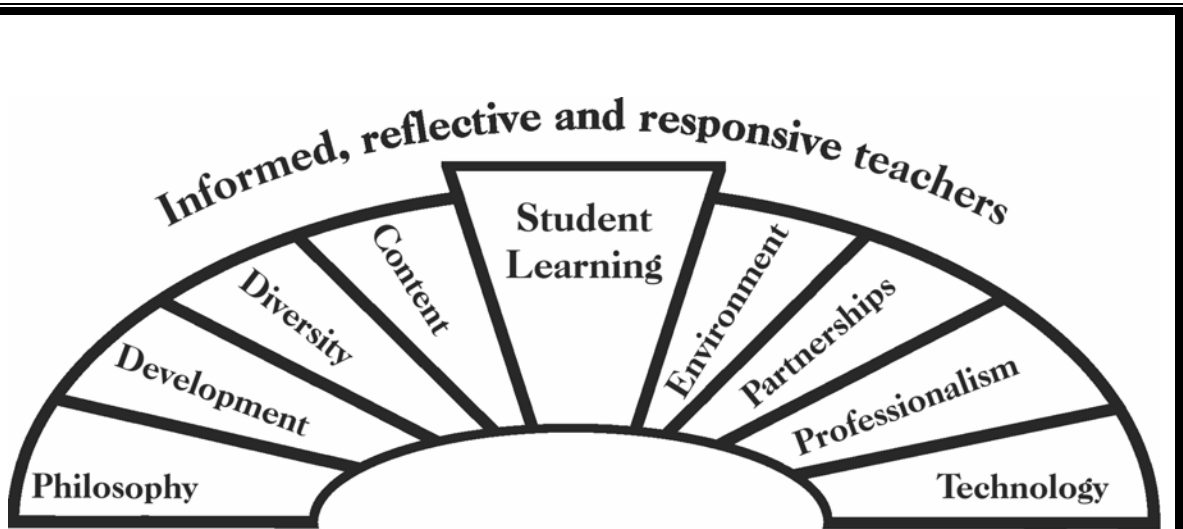 Informed, reflective and responsive teachers
Philosophy
Development
Diversity
Content
Student
Learning
Environment
Partnerships
Professionalism
Technology